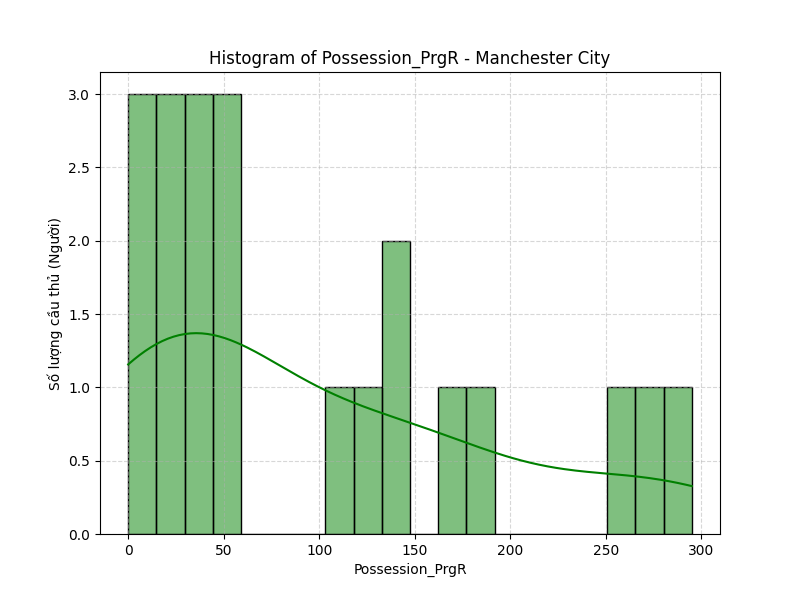 Histogram of Possession_PrgR - Manchester City
3.0
2.5
2.0
1.5
1.0
0.5
0.0
Số lượng cầu thủ (Người)
0 50 100 150 200 250 300
Possession_PrgR